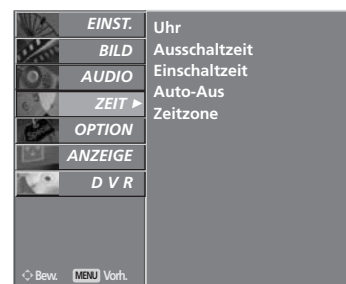 EINST.
BILD
AUDIO
ZEIT ▶
OPTION
ANZEIGE
D V R
Bew. MENU Vorh.
Uhr
Ausschaltzeit
Einschaltzeit
Auto-Aus
Zeitzone